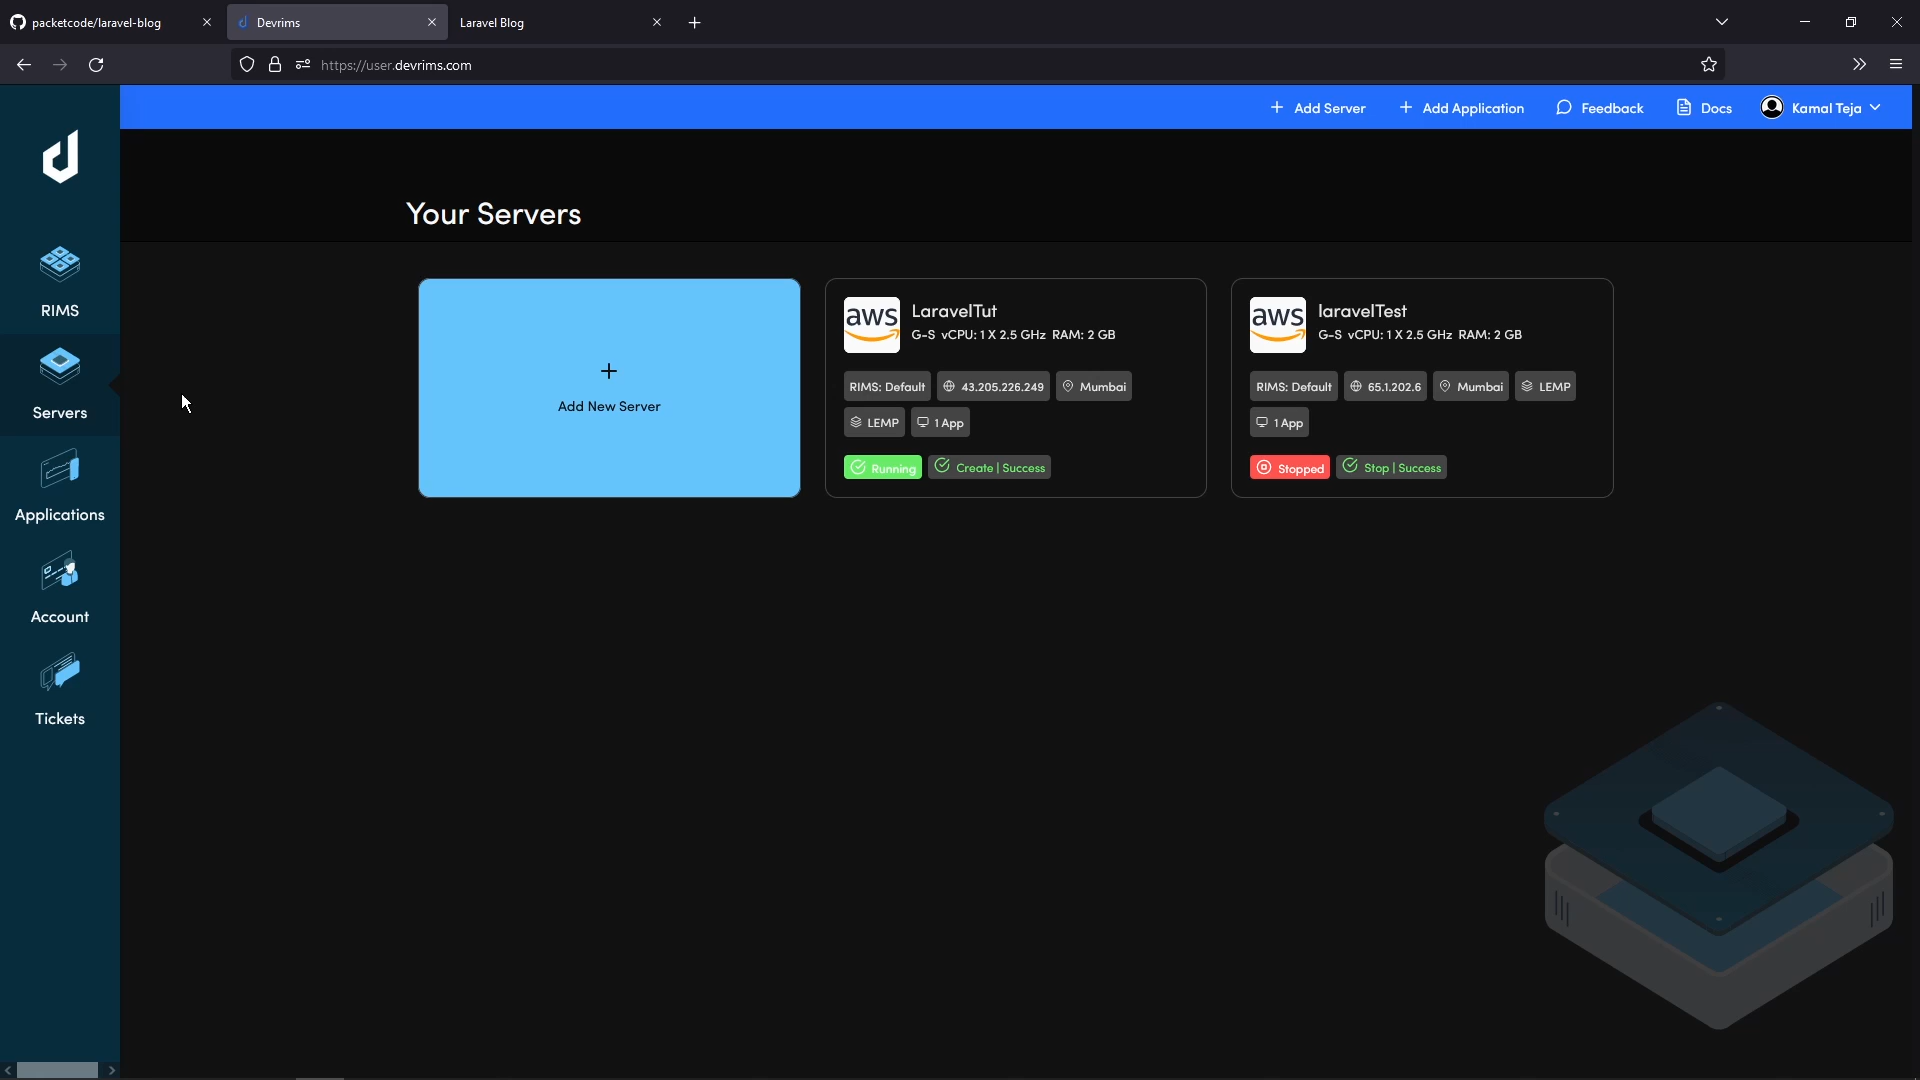 packetcode/laravel-blog
Devrims
Laravel Blog
https://user.devrims.com
Add Server
Add Application
Feedback
Docs
Kamal Teja
RIMS
Servers
Applications
Account
Tickets
Your Servers
Add New Server
aws
LaravelTut
G-S vCPU: 1 X 2.5 GHz RAM: 2 GB
RIMS: Default
43.205.226.249
Mumbai
LEMP
1 App
Running
Create | Success
aws
laravelTest
G-S vCPU: 1 X 2.5 GHz RAM: 2 GB
RIMS: Default
65.1.202.6
Mumbai
LEMP
1 App
Stopped
Stop | Success